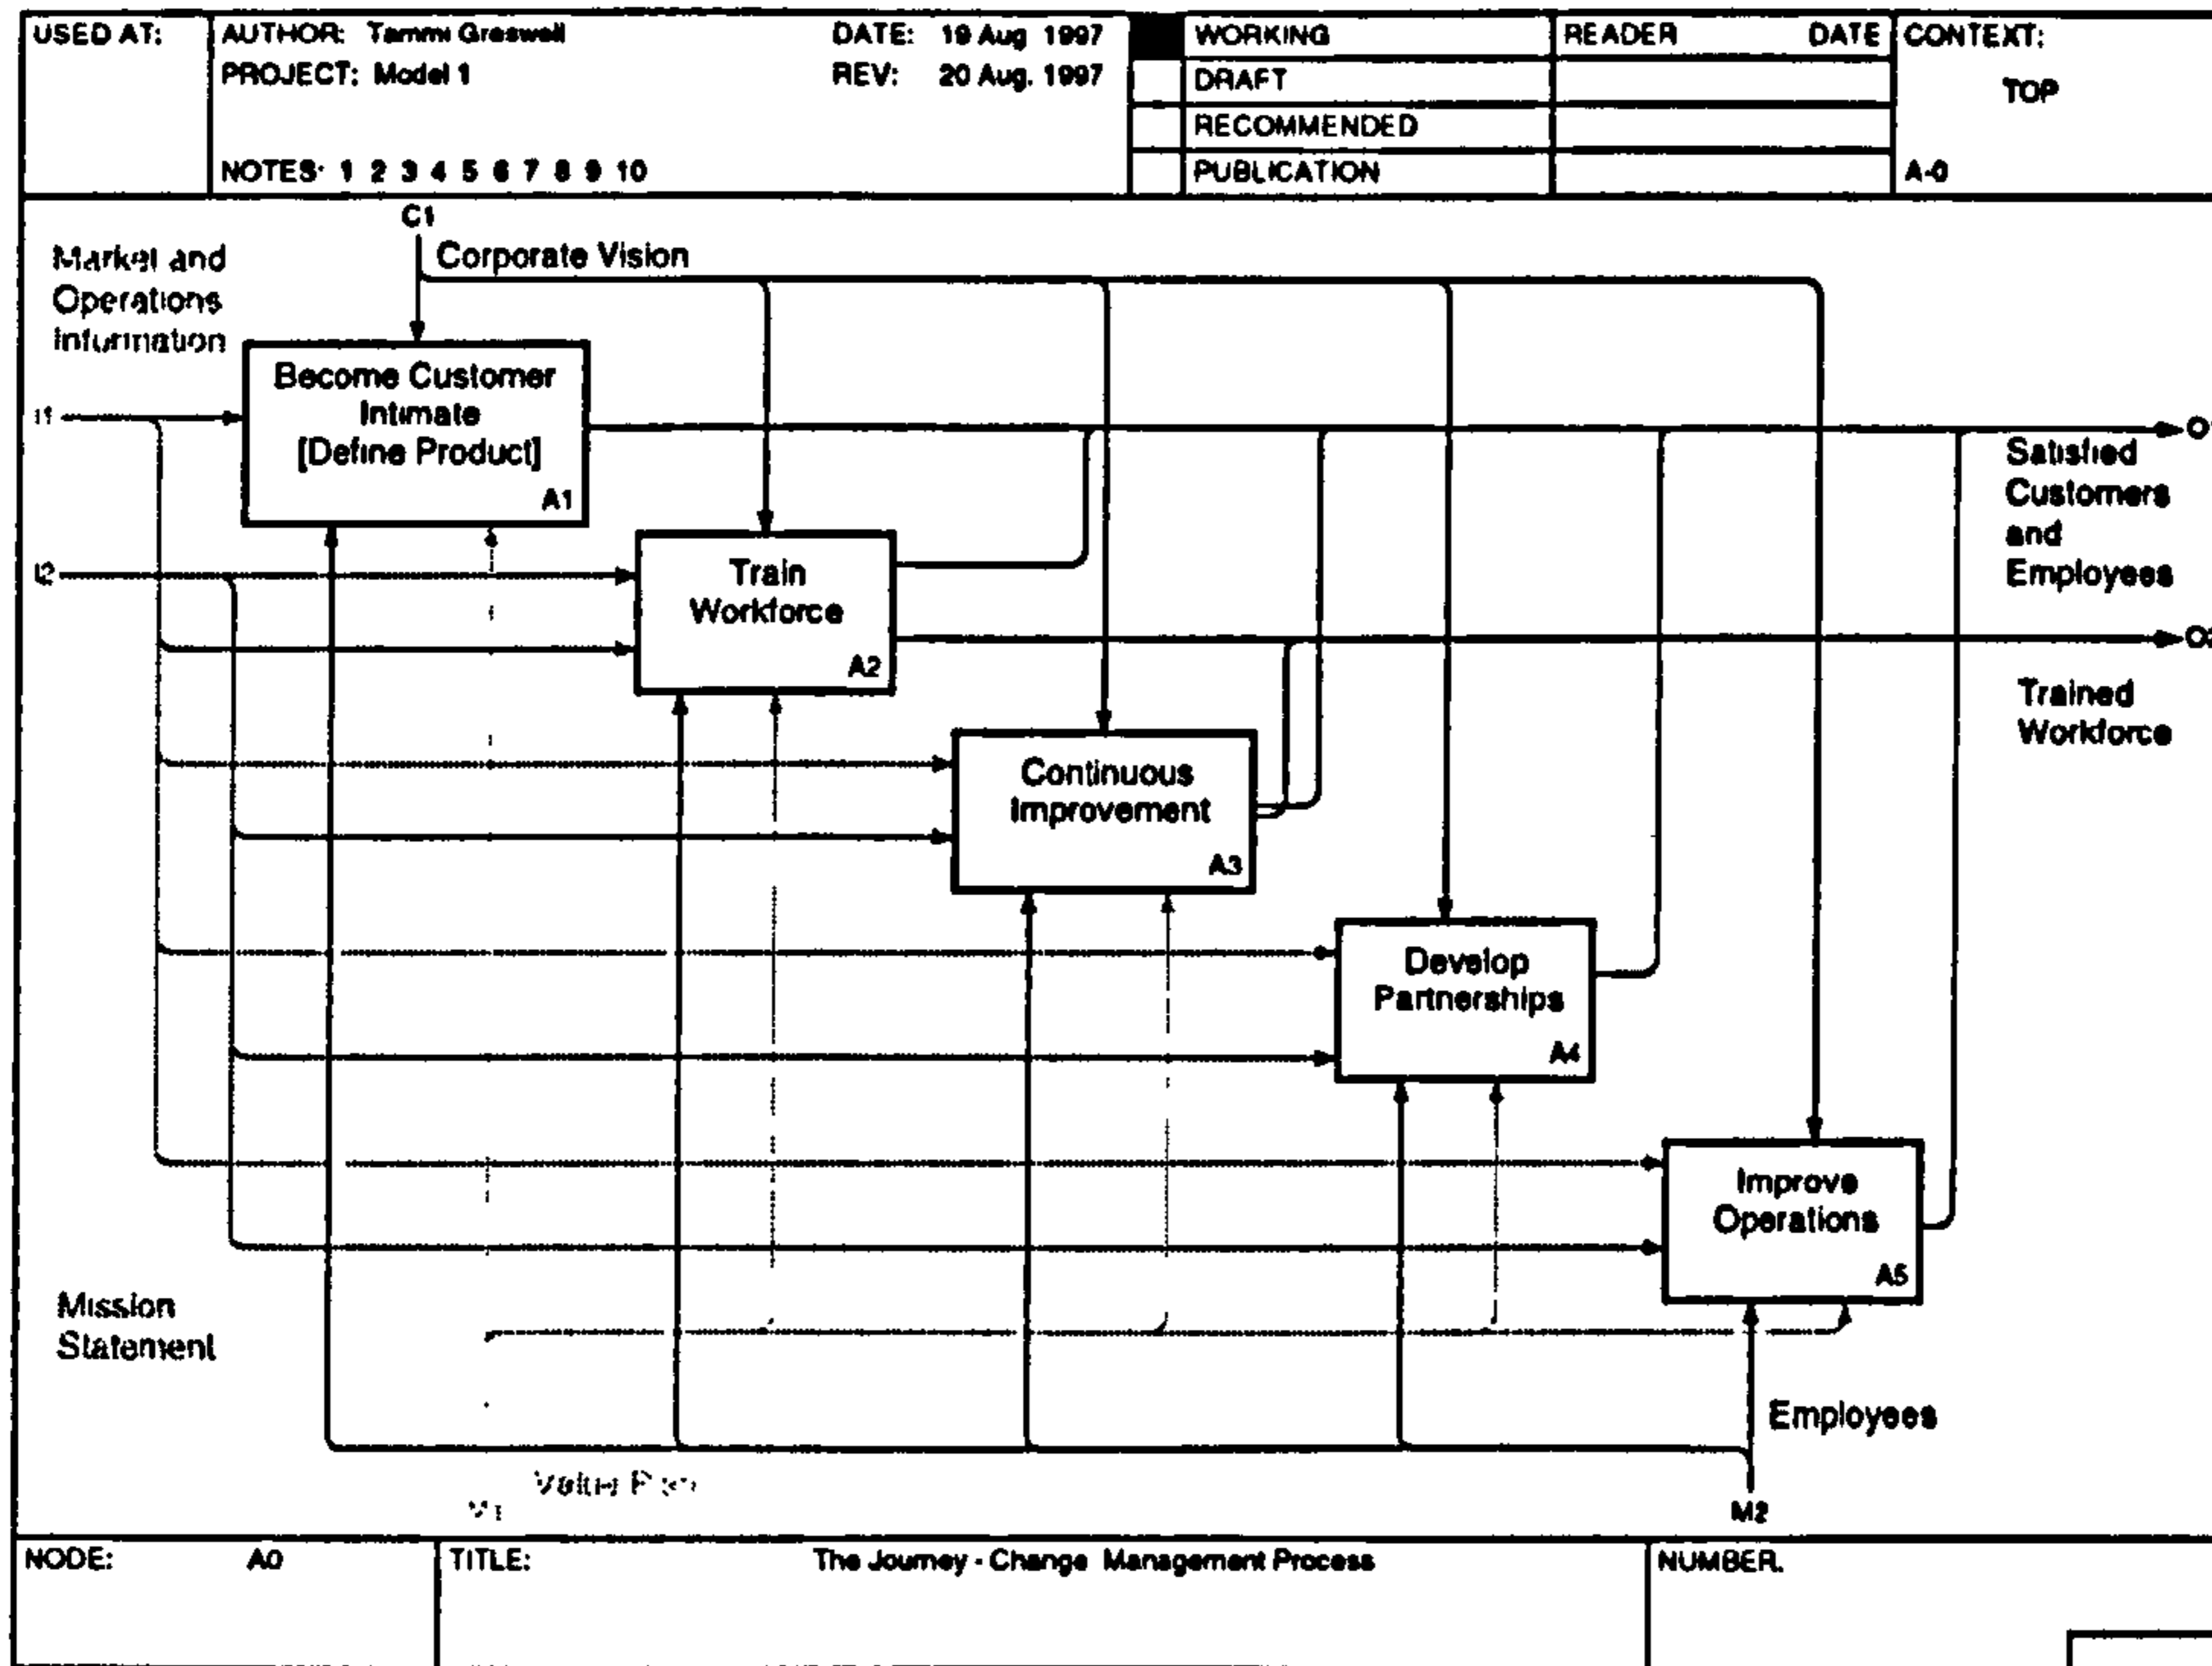 USED AT:
AUTHOR: Tammi Greswell
DATE: 19 Aug 1997
PROJECT: Model 1
REV: 20 Aug. 1997
NOTES: 1 2 3 4 5 6 7 8 9 10
WORKING
DRAFT
RECOMMENDED
PUBLICATION
READER DATE
CONTEXT:
TOP
A-0
C1
Corporate Vision
Market and
Operations
Information
I1
Become Customer
Intimate
[Define Product]
A1
Satisfied
Customers
and
Employees
I2
Train
Workforce
A2
Trained
Workforce
Continuous
Improvement
A3
Develop
Partnerships
A4
Improve
Operations
A5
Mission
Statement
Employees
Value
M2
NODE: A0
TITLE: The Journey - Change Management Process
NUMBER.